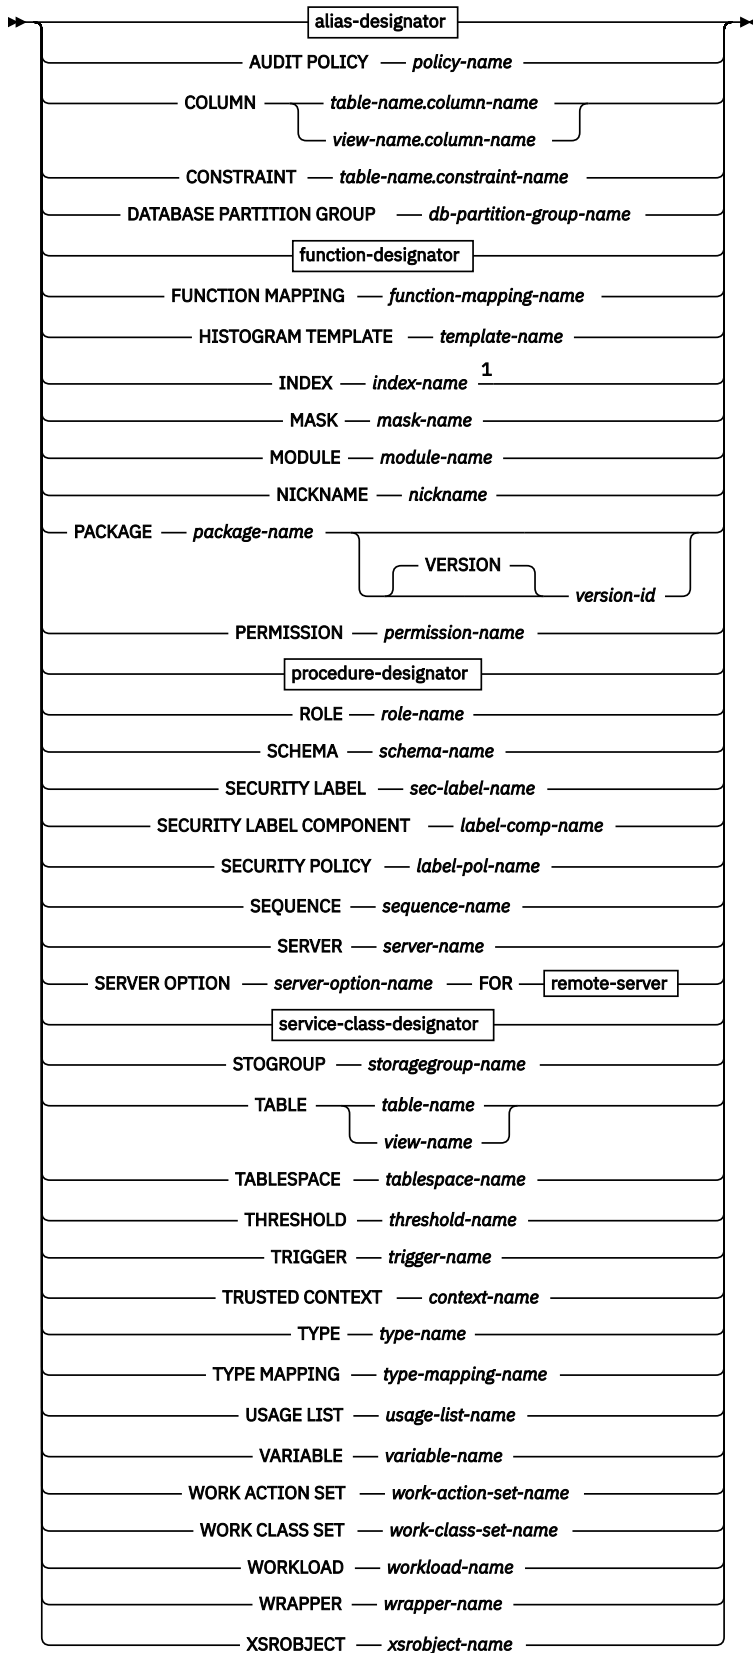 alias-designator
AUDIT POLICY policy-name
COLUMN table-name.column-name
view-name.column-name
CONSTRAINT table-name.constraint-name
DATABASE PARTITION GROUP db-partition-group-name
function-designator
FUNCTION MAPPING function-mapping-name
HISTOGRAM TEMPLATE template-name
INDEX index-name 1
MASK mask-name
MODULE module-name
NICKNAME nickname
PACKAGE package-name
VERSION
version-id
PERMISSION permission-name
procedure-designator
ROLE role-name
SCHEMA schema-name
SECURITY LABEL sec-label-name
SECURITY LABEL COMPONENT label-comp-name
SECURITY POLICY label-pol-name
SEQUENCE sequence-name
SERVER server-name
SERVER OPTION server-option-name FOR remote-server
service-class-designator
STOGROUP storagegroup-name
TABLE table-name
view-name
TABLESPACE tablespace-name
THRESHOLD threshold-name
TRIGGER trigger-name
TRUSTED CONTEXT context-name
TYPE type-name
TYPE MAPPING type-mapping-name
USAGE LIST usage-list-name
VARIABLE variable-name
WORK ACTION SET work-action-set-name
WORK CLASS SET work-class-set-name
WORKLOAD workload-name
WRAPPER wrapper-name
XSROBJECT xsrobject-name